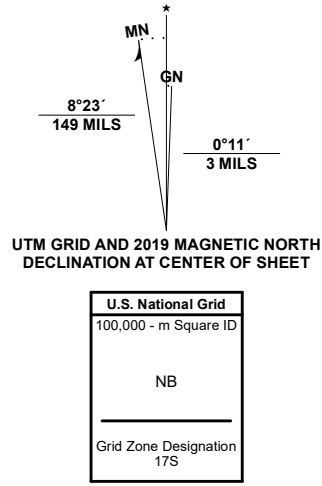 ★
MN
GN
8°23´
149 MILS
0°11´
3 MILS
UTM GRID AND 2019 MAGNETIC NORTH
DECLINATION AT CENTER OF SHEET
U.S. National Grid
100,000 - m Square ID
NB
Grid Zone Designation
17S